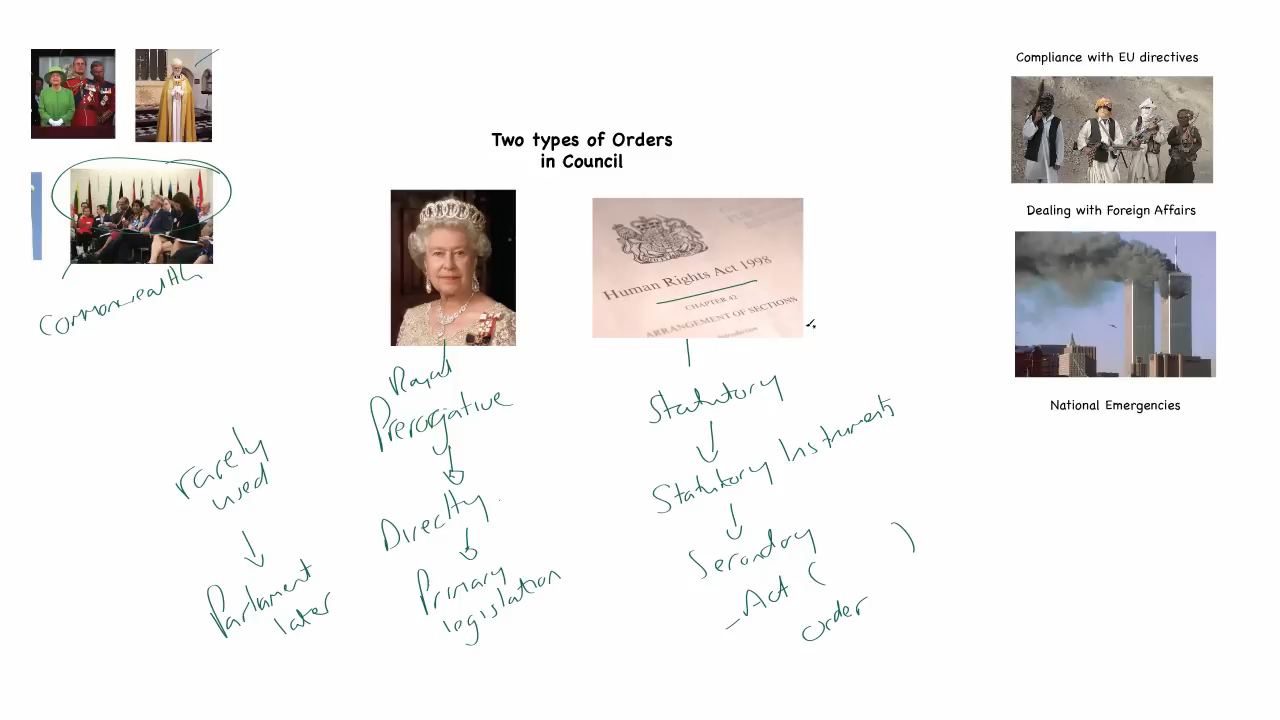 Compliance with EU directives
Two types of Orders
in Council
Dealing with Foreign Affairs
National Emergencies
Commonwealth
Human Rights Act 1998
CHAPTER 42
ARRANGEMENT OF SECTIONS
Royal
Prerogative
Directly
Primary
legislation
rarely
used
Parlament
later
Statutory
Statutory Instruments
Secondary
Act (       )
order